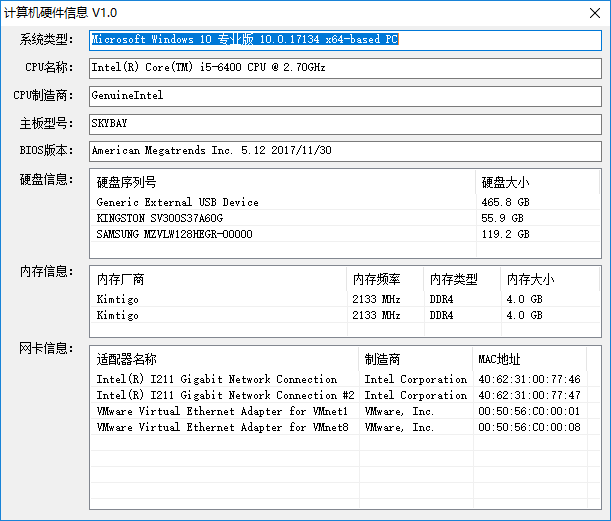 计算机硬件信息 V1.0
系统类型: Microsoft Windows 10 专业版 10.0.17134 x64-based PC
CPU名称: Intel(R) Core(TM) i5-6400 CPU @ 2.70GHz
CPU制造商: GenuineIntel
主板型号: SKYBAY
BIOS版本: American Megatrends Inc. 5.12 2017/11/30
硬盘信息: 硬盘序列号 硬盘大小
Generic External USB Device 465.8 GB
KINGSTON SV300S37A60G 55.9 GB
SAMSUNG MZVLW128HEGR-00000 119.2 GB
内存信息: 内存厂商 内存频率 内存类型 内存大小
Kimtigo 2133 MHz DDR4 4.0 GB
Kimtigo 2133 MHz DDR4 4.0 GB
网卡信息: 适配器名称 制造商 MAC地址
Intel(R) I211 Gigabit Network Connection Intel Corporation 40:62:31:00:77:46
Intel(R) I211 Gigabit Network Connection #2 Intel Corporation 40:62:31:00:77:47
VMware Virtual Ethernet Adapter for VMnet1 VMware, Inc. 00:50:56:C0:00:01
VMware Virtual Ethernet Adapter for VMnet8 VMware, Inc. 00:50:56:C0:00:08